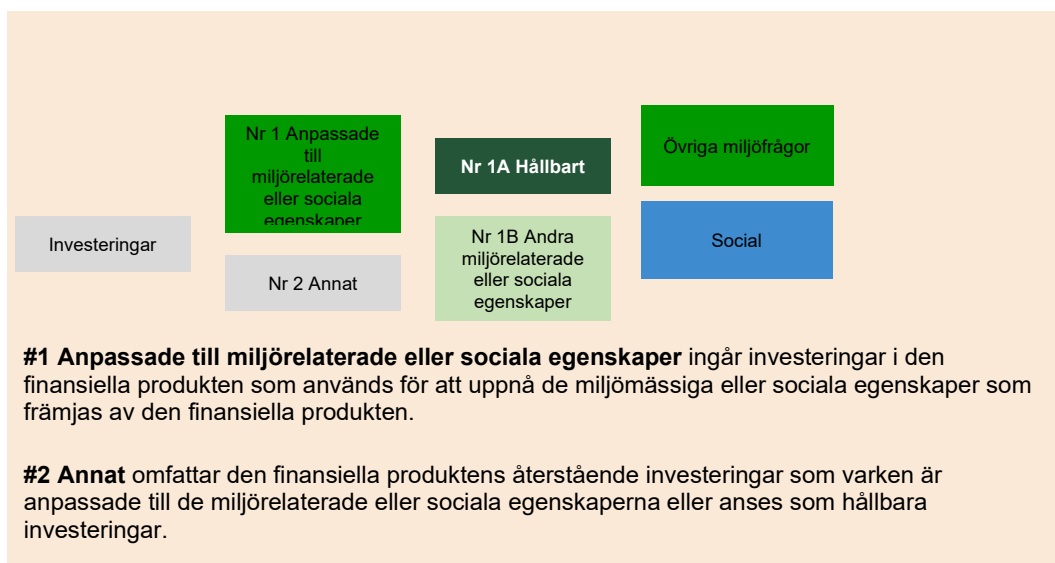 Nr 1 Anpassade
till
miljörelaterade
eller sociala
egenskaper
Nr 1A Hållbart
Övriga miljöfrågor
Investeringar
Nr 2 Annat
Nr 1B Andra
miljörelaterade
eller sociala
egenskaper
Social
#1 Anpassade till miljörelaterade eller sociala egenskaper ingår investeringar i den
finansiella produkten som används för att uppnå de miljömässiga eller sociala egenskaper som
främjas av den finansiella produkten.
#2 Annat omfattar den finansiella produktens återstående investeringar som varken är
anpassade till de miljörelaterade eller sociala egenskaperna eller anses som hållbara
investeringar.